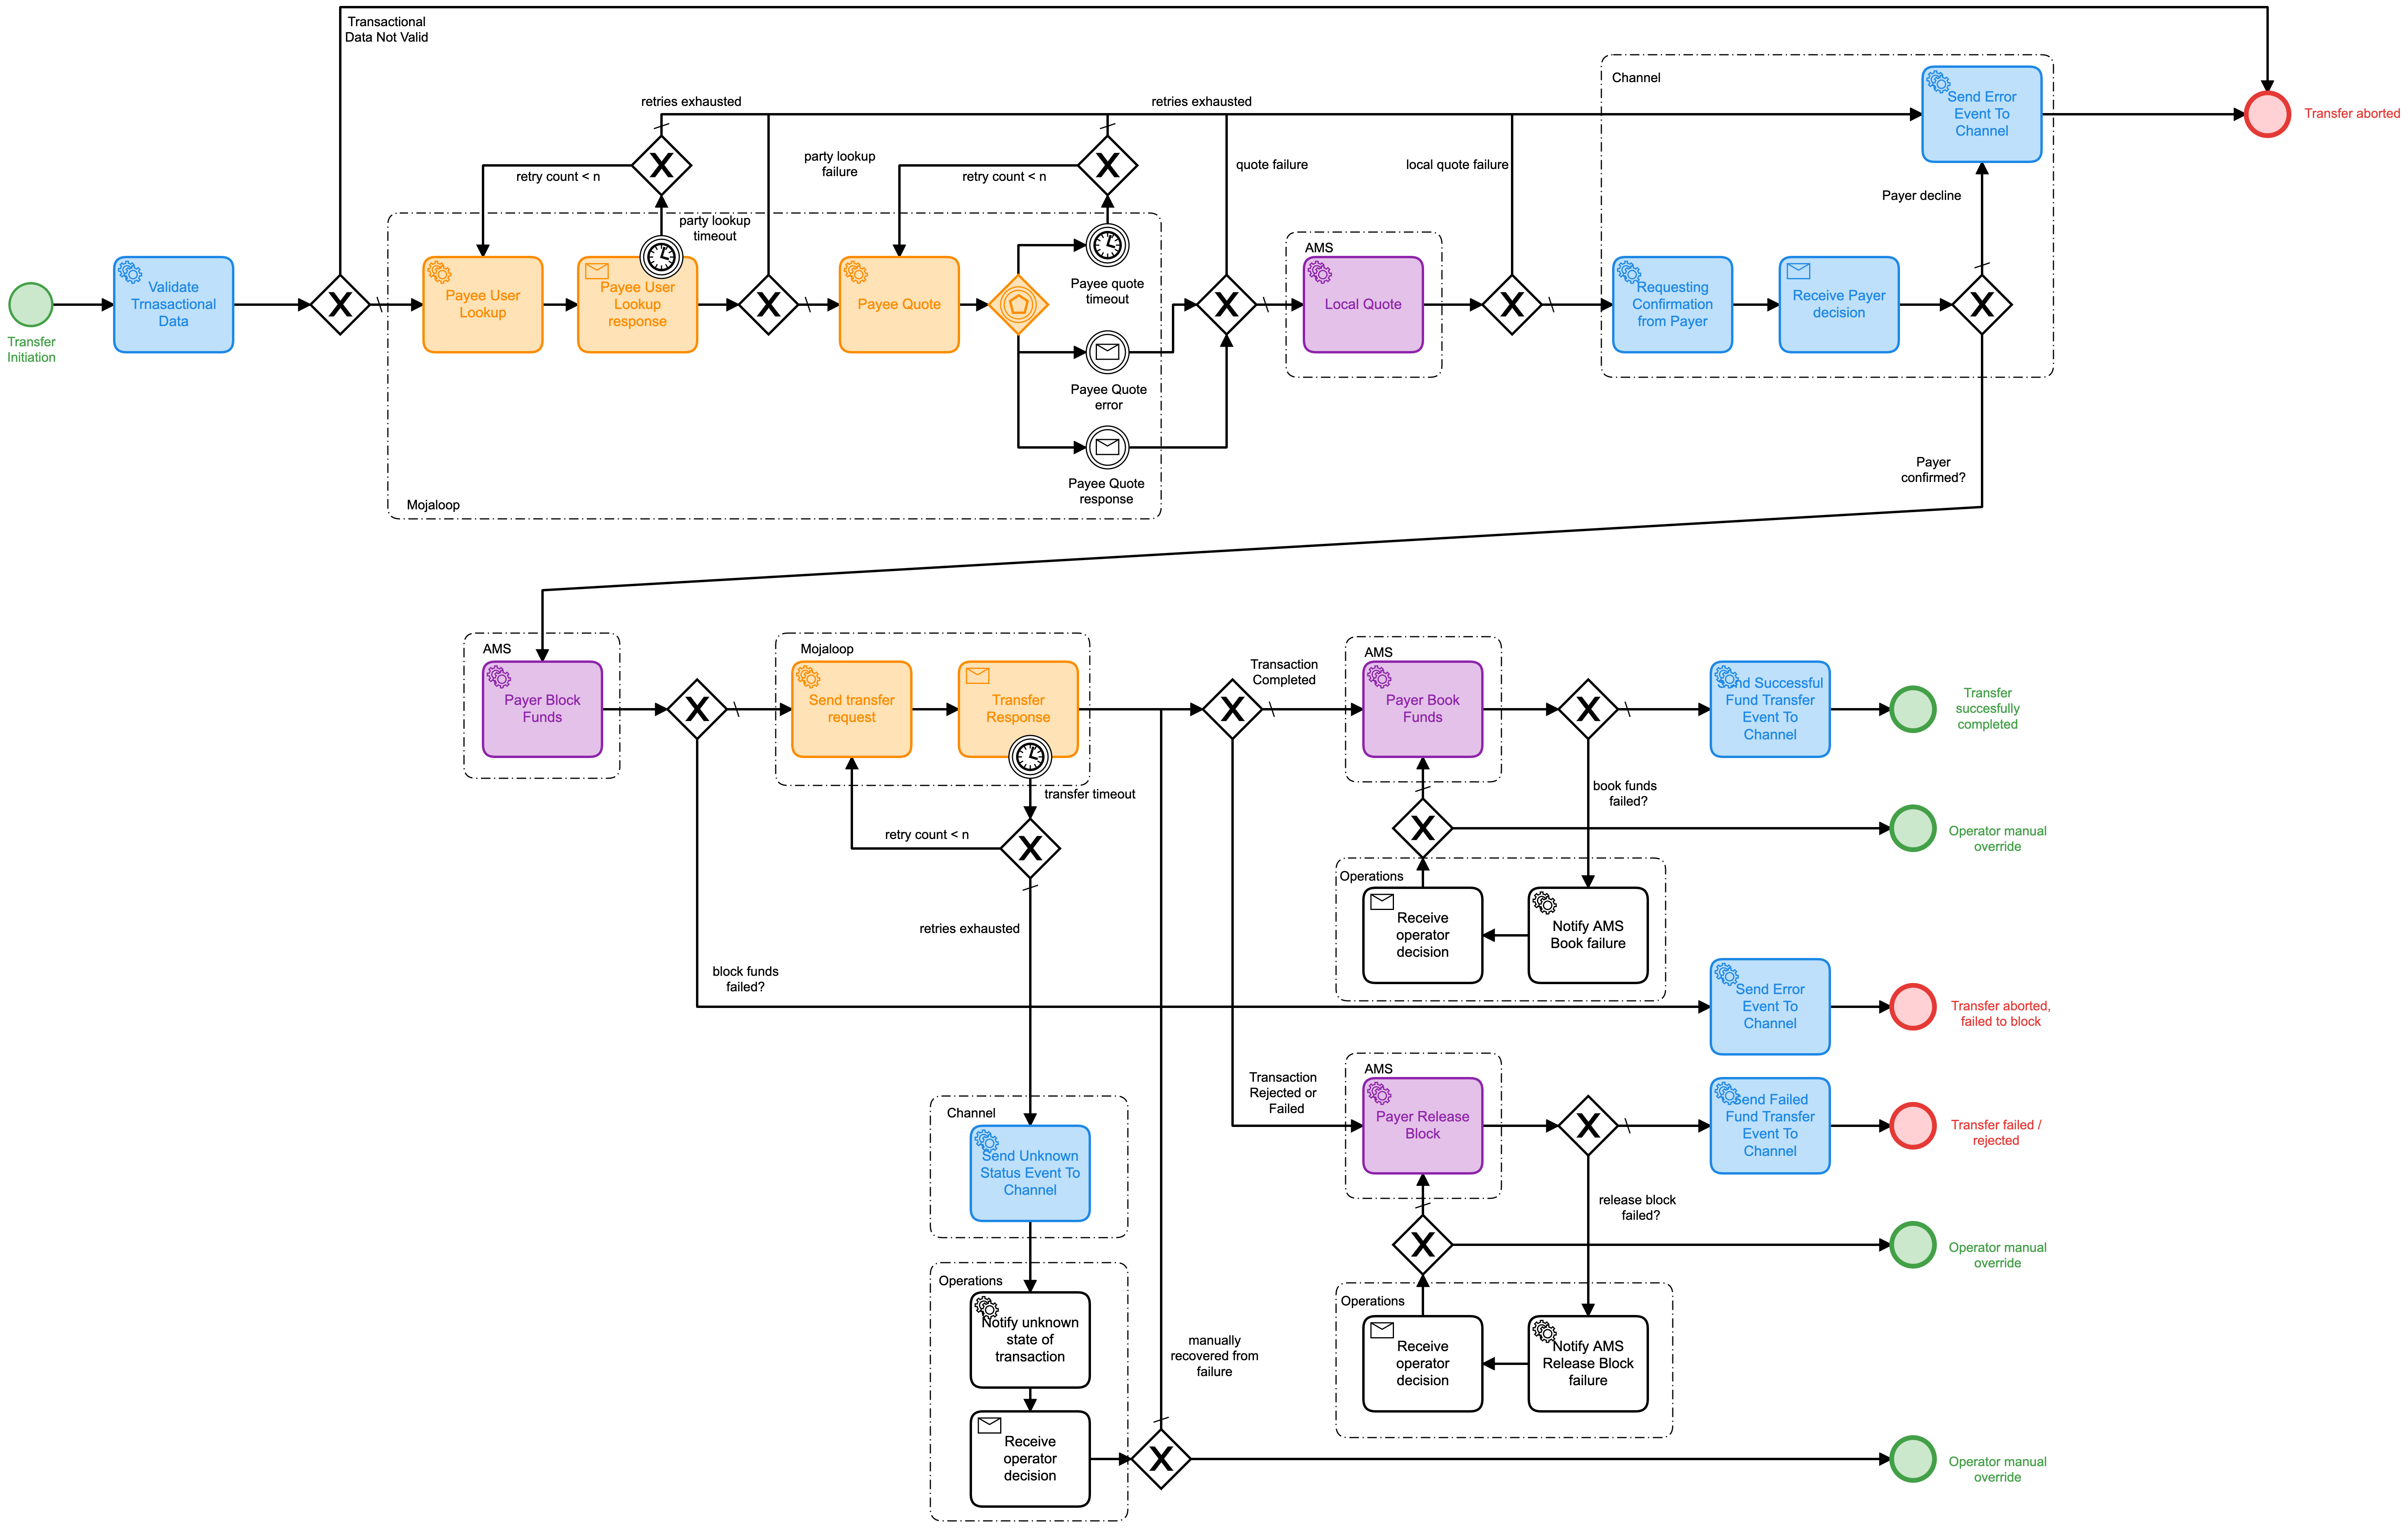 Transactional
Data Not Valid
Channel
Send Error
Event To
Channel
Transfer aborted
retries exhausted
retries exhausted
party lookup
failure
quote failure
local quote failure
retry count < n
retry count < n
Payer decline
party lookup
timeout
Transfer
Initiation
Validate
Trnasactional
Data
Payee User
Lookup
Payee User
Lookup
response
Payee Quote
Payee quote
timeout
Payee Quote
error
Payee Quote
response
Mojaloop
AMS
Local Quote
Requesting
Confirmation
from Payer
Receive Payer
decision
Payer
confirmed?
AMS
Payer Block
Funds
Mojaloop
Send transfer
request
Transfer
Response
Transaction
Completed
AMS
Payer Book
Funds
Send Successful
Fund Transfer
Event To
Channel
Transfer
succesfully
completed
transfer timeout
retry count < n
book funds
failed?
Operator manual
override
Operations
Receive
operator
decision
Notify AMS
Book failure
retries exhausted
block funds
failed?
Send Error
Event To
Channel
Transfer aborted,
failed to block
Transaction
Rejected or
Failed
AMS
Payer Release
Block
Send Failed
Fund Transfer
Event To
Channel
Transfer failed /
rejected
Channel
Send Unknown
Status Event To
Channel
release block
failed?
Operator manual
override
Operations
Notify unknown
state of
transaction
Operations
Receive
operator
decision
Notify AMS
Release Block
failure
manually
recovered from
failure
Receive
operator
decision
Operator manual
override